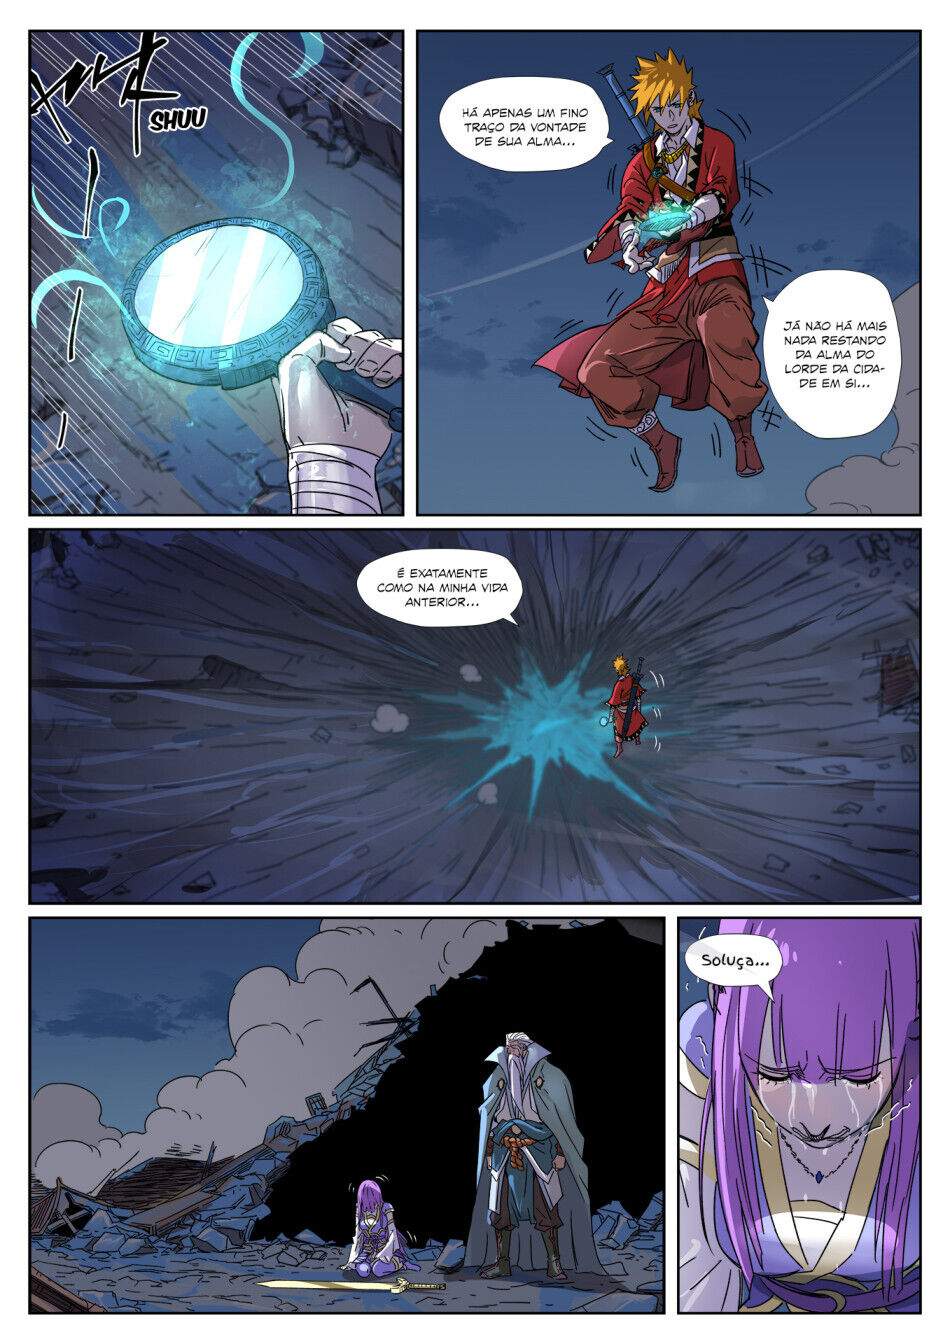 SHUU
HÁ APENAS UM FINO
TRAÇO DA VONTADE
DE SUA ALMA...
JÁ NÃO HÁ MAIS
NADA RESTANDO
DA ALMA DO
LORDE DA CIDA-
DE EM SI...
É EXATAMENTE
COMO NA MINHA VIDA
ANTERIOR...
Soluça...